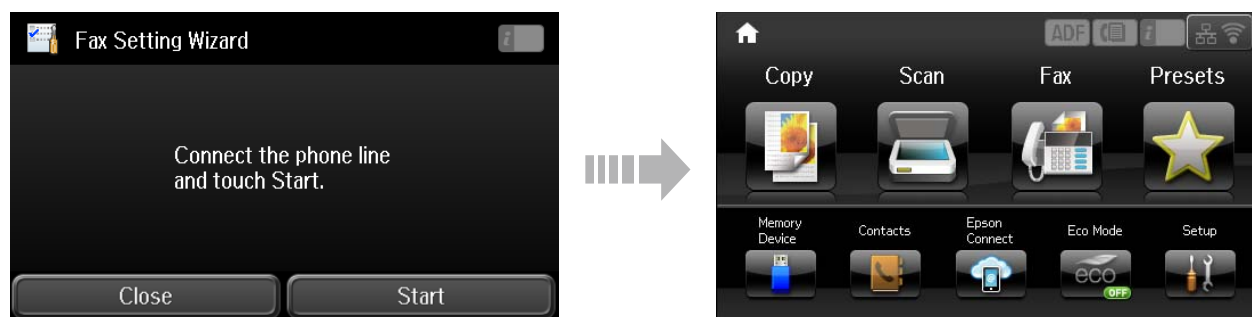 Fax Setting Wizard
i
Connect the phone line
and touch Start.
Close
Start
ADF
i
Copy
Scan
Fax
Presets
Memory
Device
Contacts
Epson
Connect
Eco Mode
Setup
eco
OFF